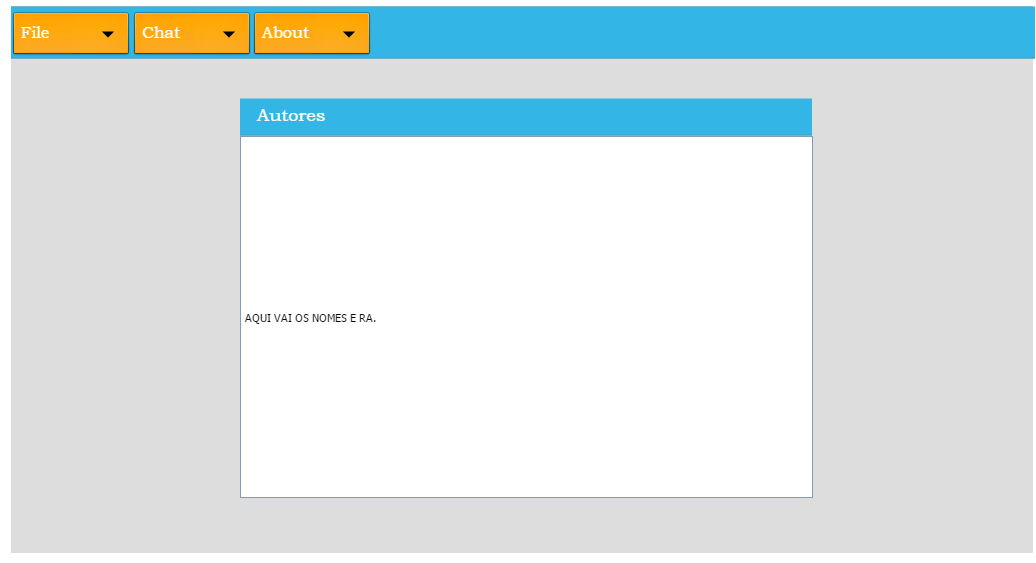 File
Chat
About
Autores
AQUI VAI OS NOMES E RA.